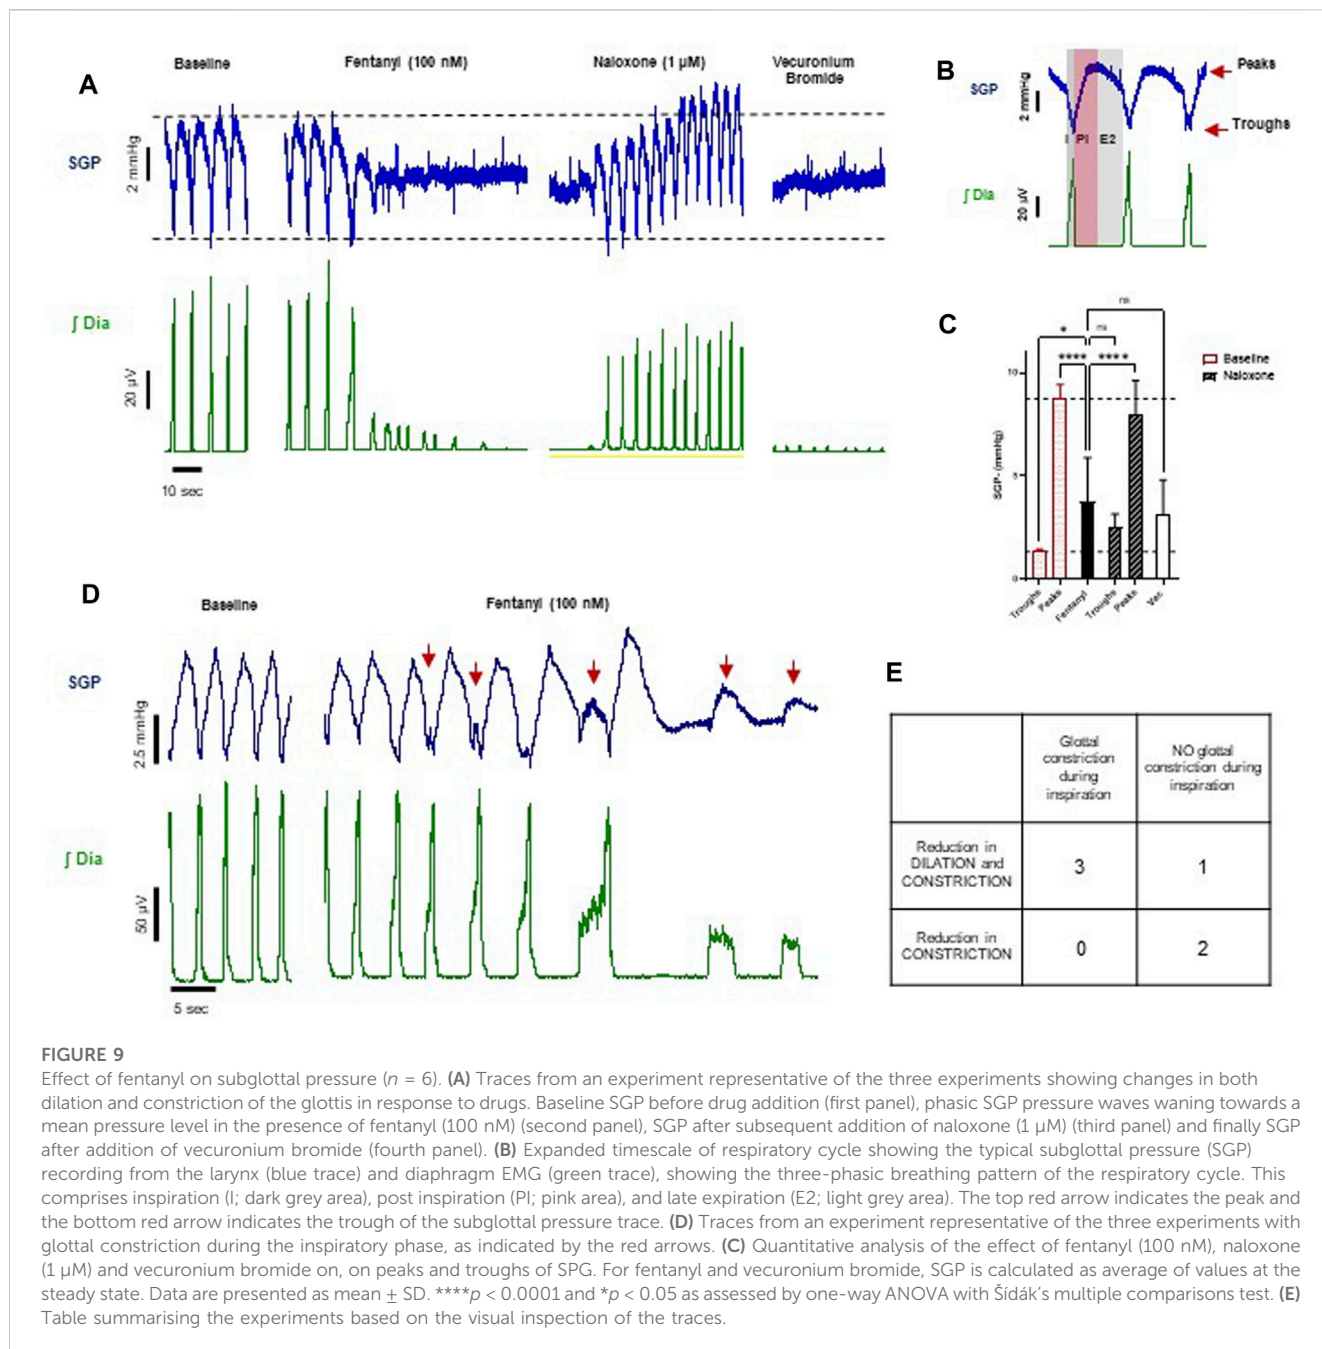 A
Baseline
Fentanyl (100 nM)
Naloxone (1 µM)
Vecuronium
Bromide
SGP
2 mmHg
∫ Dia
20 µV
10 sec
B
SGP
2 mmHg
Peaks
Troughs
I PI E2
∫ Dia
20 µV
C
ns
* ns
**** ****
Baseline
Naloxone
SGP- (mmHg)
10
5
0
Troughs
Peaks
Fentanyl
Troughs
Peaks
Vec
D
Baseline
Fentanyl (100 nM)
SGP
2.5 mmHg
∫ Dia
50 µV
5 sec
E
Glottal
constriction
during
inspiration
NO glottal
constriction during
inspiration
Reduction in
DILATION and
CONSTRICTION
3
1
Reduction in
CONSTRICTION
0
2
FIGURE 9
Effect of fentanyl on subglottal pressure (n = 6). (A) Traces from an experiment representative of the three experiments showing changes in both
dilation and constriction of the glottis in response to drugs. Baseline SGP before drug addition (first panel), phasic SGP pressure waves waning towards a
mean pressure level in the presence of fentanyl (100 nM) (second panel), SGP after subsequent addition of naloxone (1 µM) (third panel) and finally SGP
after addition of vecuronium bromide (fourth panel). (B) Expanded timescale of respiratory cycle showing the typical subglottal pressure (SGP)
recording from the larynx (blue trace) and diaphragm EMG (green trace), showing the three-phasic breathing pattern of the respiratory cycle. This
comprises inspiration (I; dark grey area), post inspiration (PI; pink area), and late expiration (E2; light grey area). The top red arrow indicates the peak and
the bottom red arrow indicates the trough of the subglottal pressure trace. (D) Traces from an experiment representative of the three experiments with
glottal constriction during the inspiratory phase, as indicated by the red arrows. (C) Quantitative analysis of the effect of fentanyl (100 nM), naloxone
(1 µM) and vecuronium bromide on, on peaks and troughs of SPG. For fentanyl and vecuronium bromide, SGP is calculated as average of values at the
steady state. Data are presented as mean ± SD. ****p < 0.0001 and *p < 0.05 as assessed by one-way ANOVA with Šídák's multiple comparisons test. (E)
Table summarising the experiments based on the visual inspection of the traces.